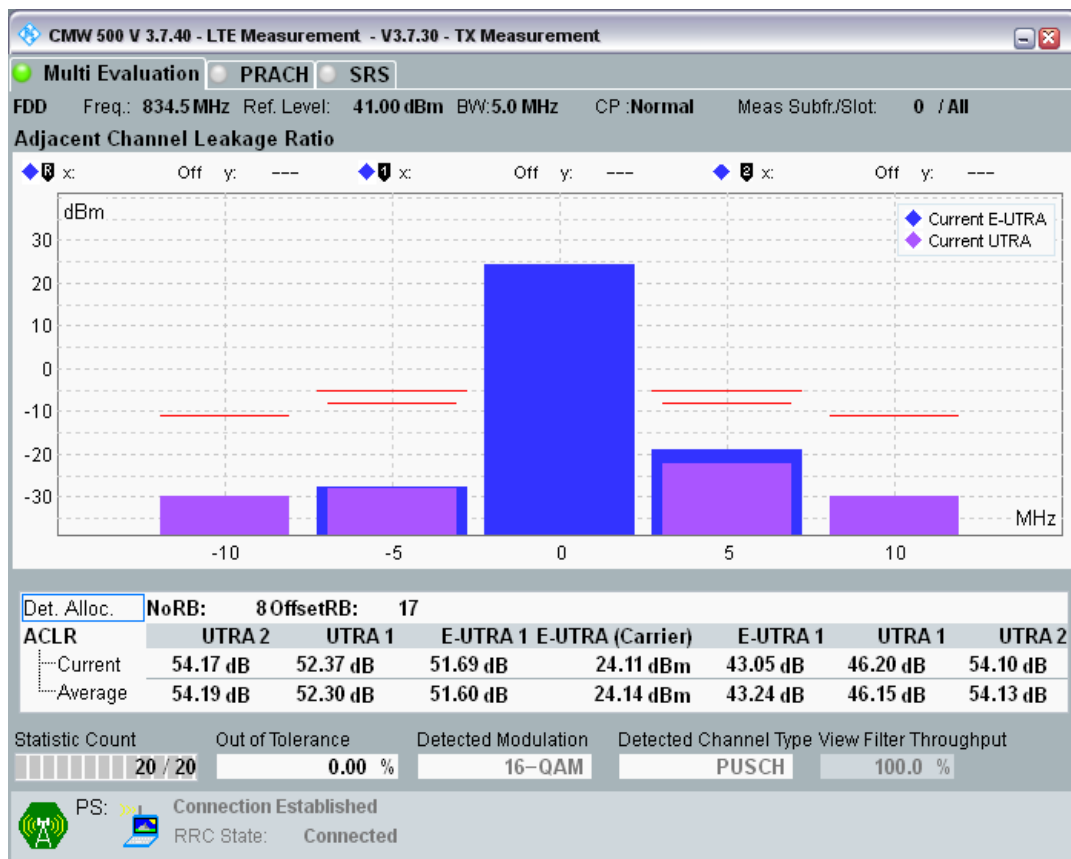 CMW 500 V 3.7.40 - LTE Measurement - V3.7.30 - TX Measurement
Multi Evaluation PRACH SRS
FDD Freq.: 834.5 MHz Ref. Level: 41.00 dBm BW:5.0 MHz CP :Normal Meas Subfr./Slot: 0 / All
Adjacent Channel Leakage Ratio
R x: Off y: --- 1 x: Off y: --- 2 x: Off y: ---
dBm
Current E-UTRA
Current UTRA
30
20
10
0
-10
-20
-30
MHz
-10 -5 0 5 10
Det. Alloc. NoRB: 8 OffsetRB: 17
ACLR UTRA 2 UTRA 1 E-UTRA 1 E-UTRA (Carrier) E-UTRA 1 UTRA 1 UTRA 2
Current 54.17 dB 52.37 dB 51.69 dB 24.11 dBm 43.05 dB 46.20 dB 54.10 dB
Average 54.19 dB 52.30 dB 51.60 dB 24.14 dBm 43.24 dB 46.15 dB 54.13 dB
Statistic Count Out of Tolerance Detected Modulation Detected Channel Type View Filter Throughput
20 / 20 0.00 % 16-QAM PUSCH 100.0 %
PS: Connection Established
RRC State: Connected